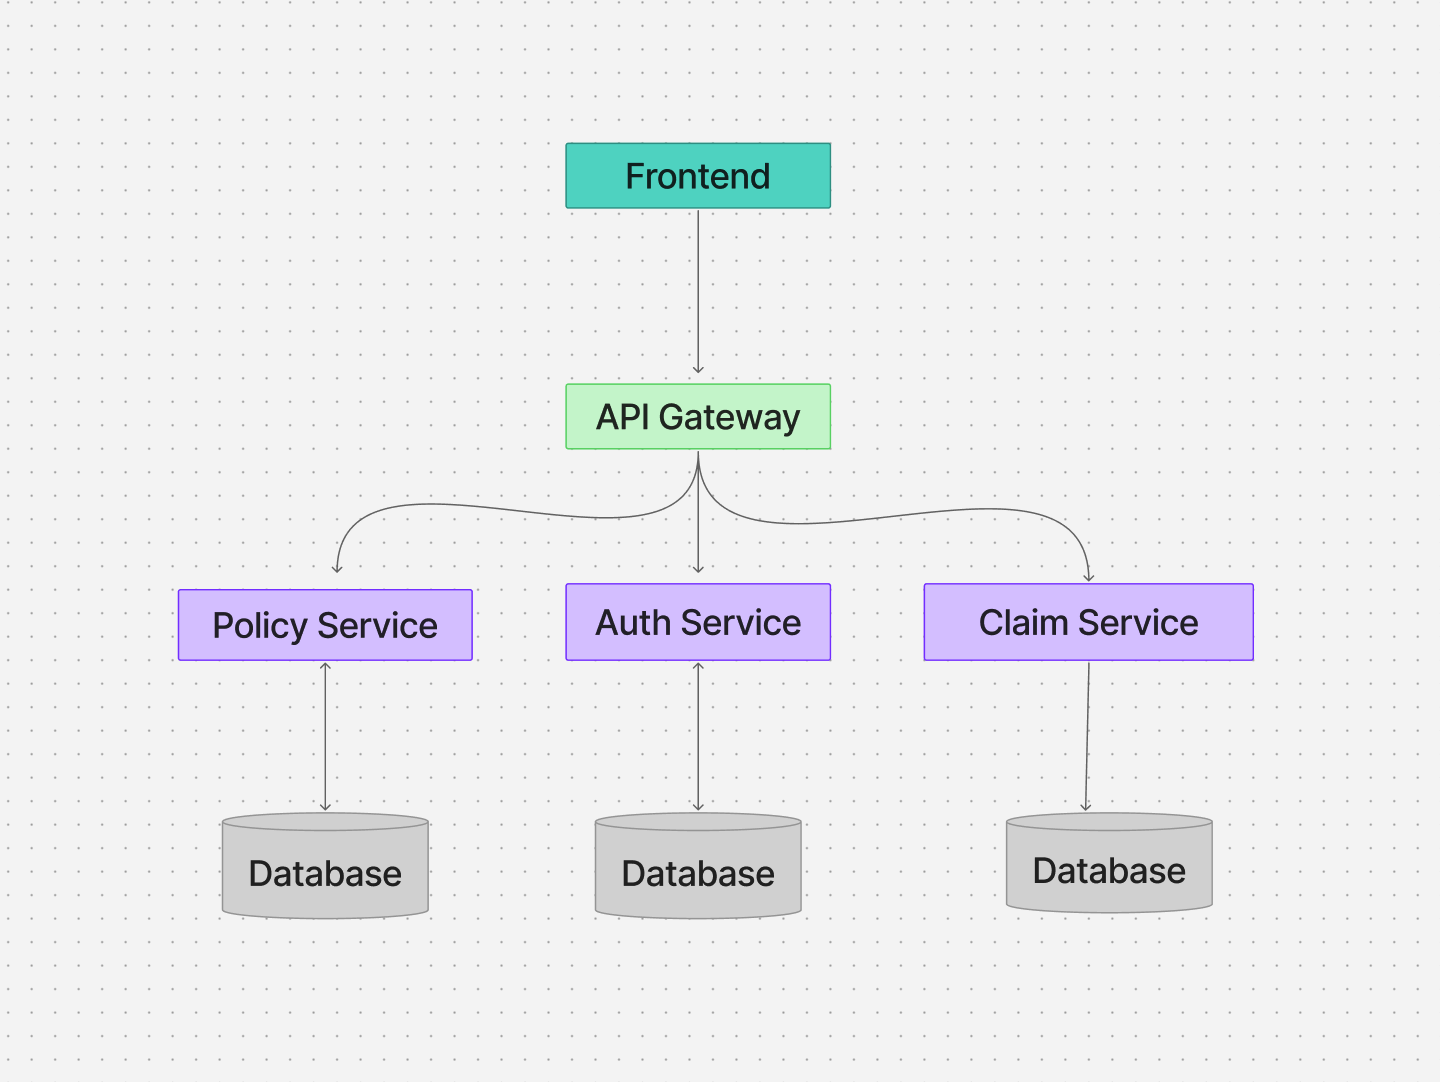 Frontend
API Gateway
Policy Service
Auth Service
Claim Service
Database
Database
Database